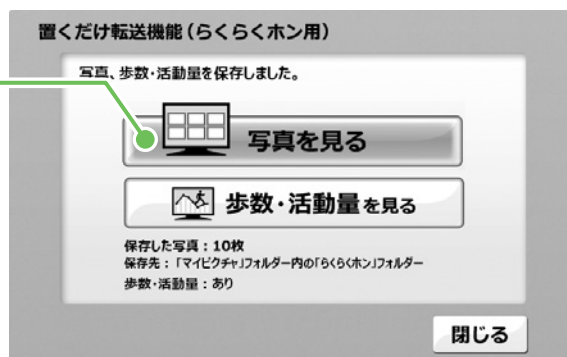 置くだけ転送機能(らくらくホン用)
写真、歩数・活動量を保存しました。
写真を見る
歩数・活動量を見る
保存した写真：10枚
保存先：「マイピクチャ」フォルダー内の「らくらくホン」フォルダー
歩数・活動量：あり
閉じる